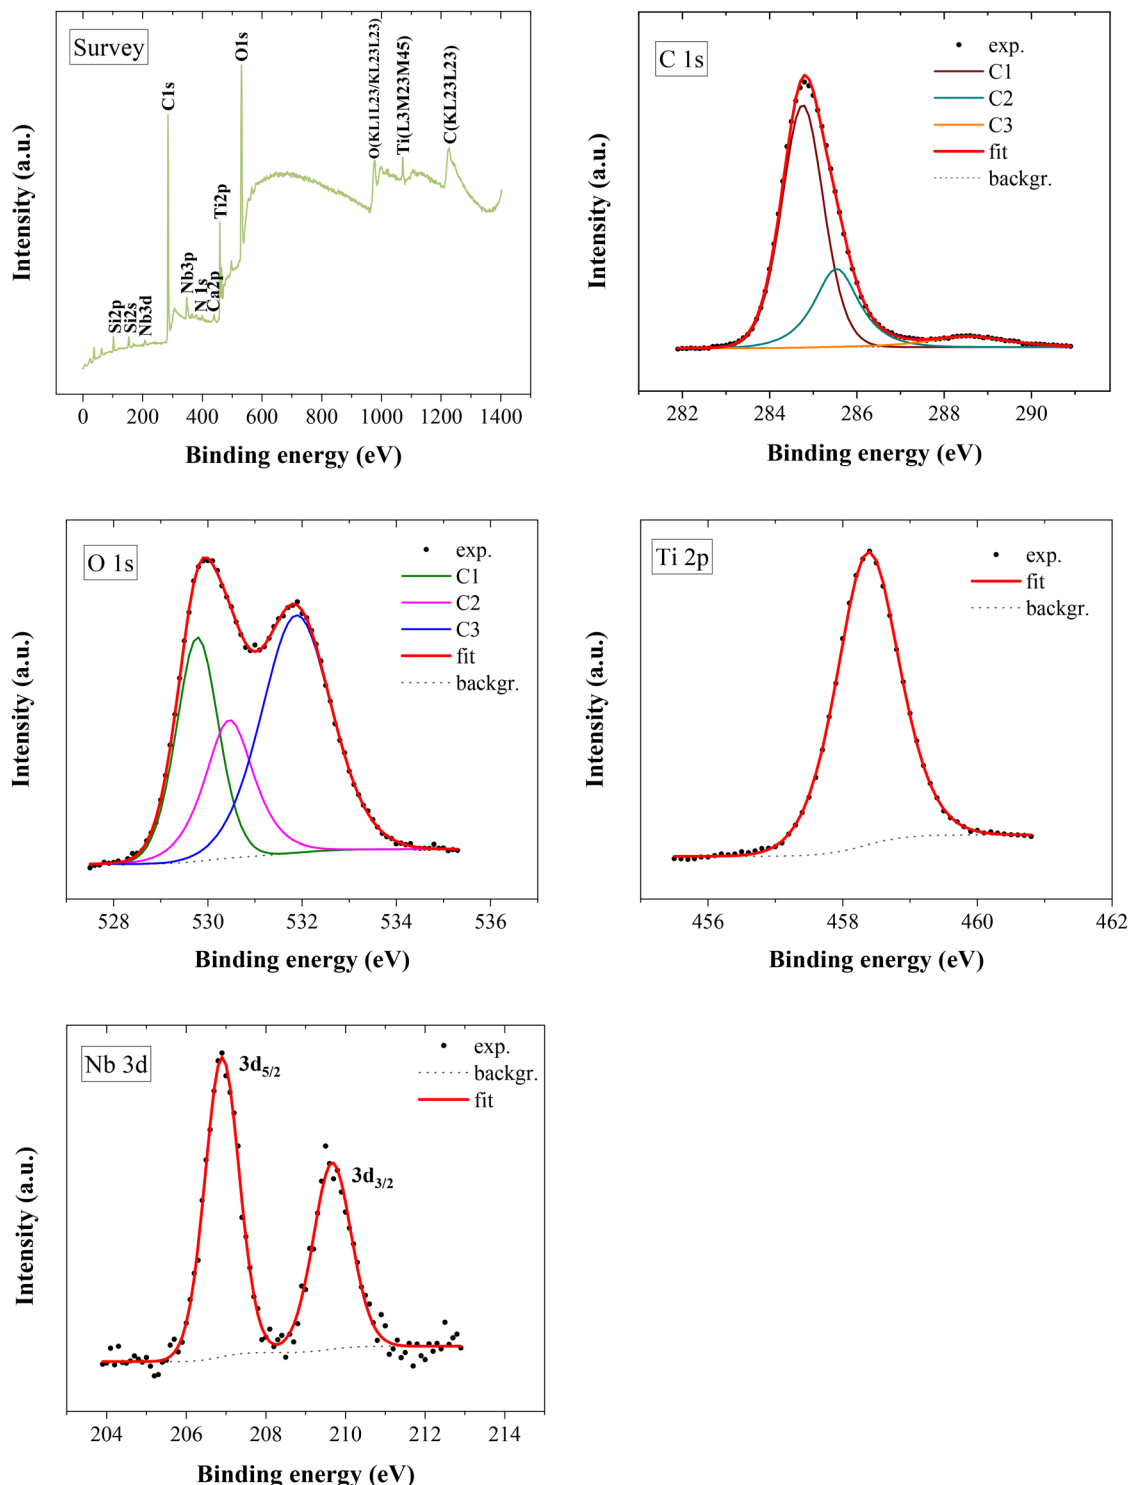 Survey
C1s
O1s
Si2p
Si2s
Nb3d
Nb3p
N 1s
Ca2p
Ti2p
O(KL1L23/KL23L23)
Ti(L3M23M45)
C(KL23L23)
Intensity (a.u.)
0 200 400 600 800 1000 1200 1400
Binding energy (eV)
C 1s
exp.
C1
C2
C3
fit
backgr.
Intensity (a.u.)
282 284 286 288 290
Binding energy (eV)
O 1s
exp.
C1
C2
C3
fit
backgr.
Intensity (a.u.)
528 530 532 534 536
Binding energy (eV)
Ti 2p
exp.
fit
backgr.
Intensity (a.u.)
456 458 460 462
Binding energy (eV)
Nb 3d
3d5/2
3d3/2
exp.
backgr.
fit
Intensity (a.u.)
204 206 208 210 212 214
Binding energy (eV)